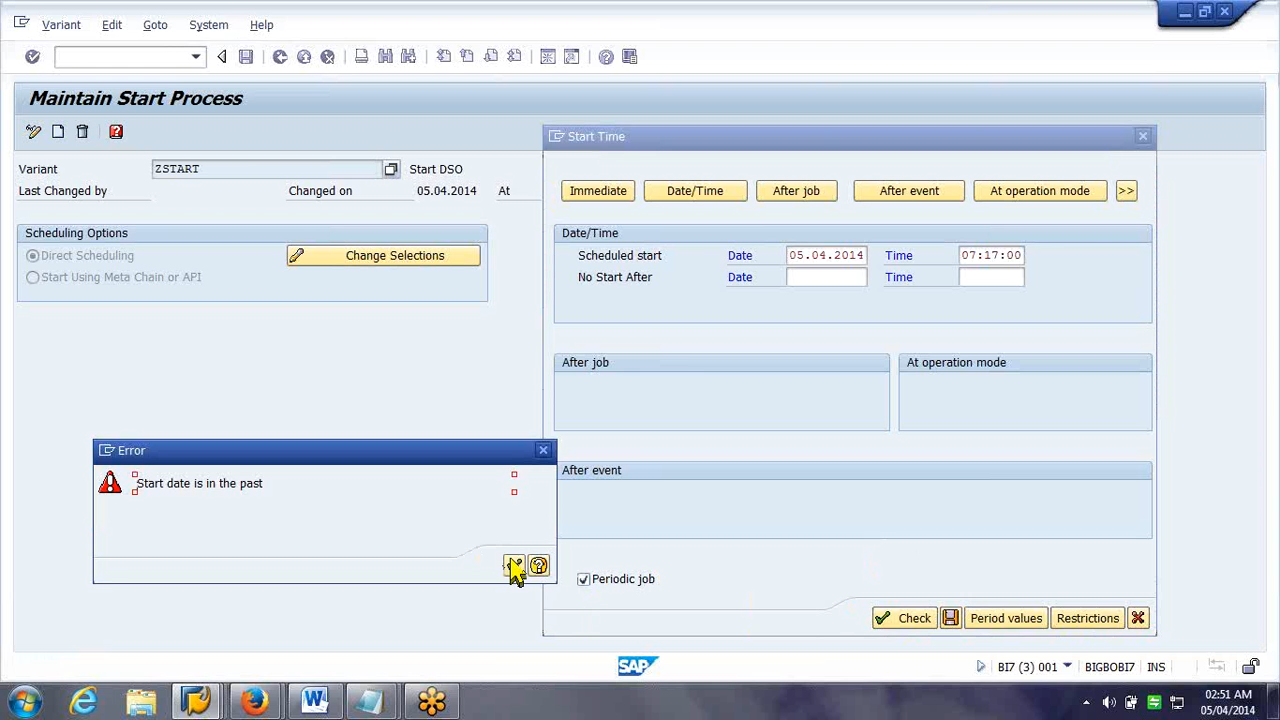 Variant Edit Goto System Help
Maintain Start Process
Variant ZSTART Start DSO
Last Changed by Changed on 05.04.2014 At
Scheduling Options
Direct Scheduling Change Selections
Start Using Meta Chain or API
Start Time
Immediate Date/Time After job After event At operation mode >>
Date/Time
Scheduled start Date 05.04.2014 Time 07:17:00
No Start After Date Time
After job At operation mode
After event
Error
Start date is in the past
Periodic job
Check Period values Restrictions
SAP BI7 (3) 001 BIGBOBI7 INS
02:51 AM
05/04/2014